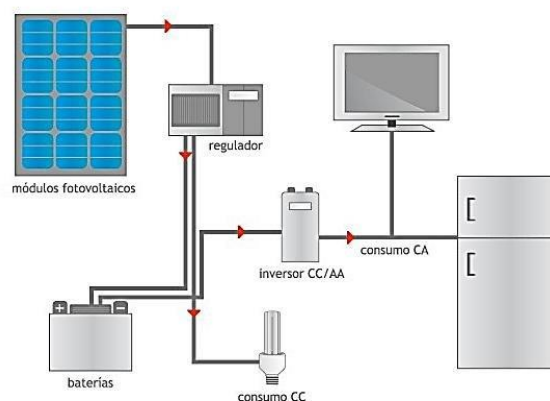 regulador
módulos fotovoltaicos
consumo CA
inversor CC/AA
baterías
consumo CC